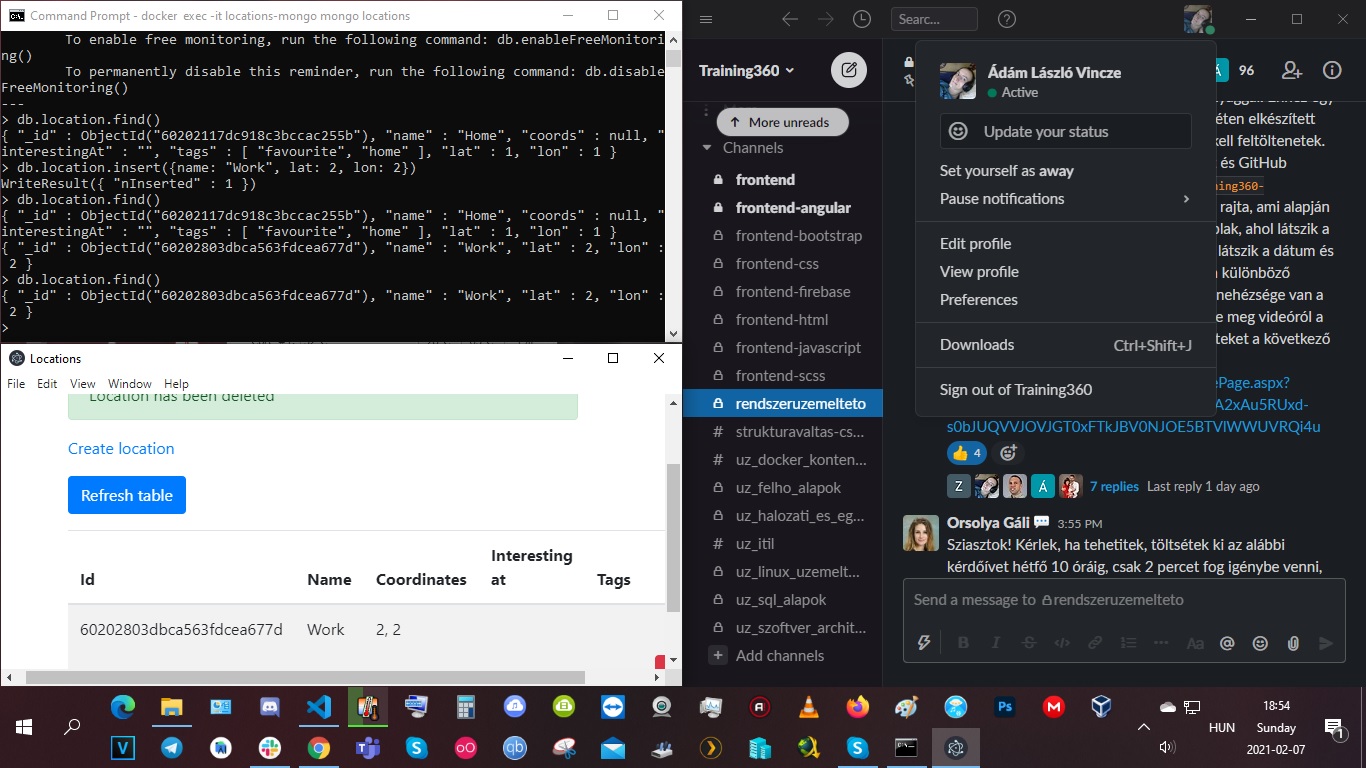 Command Prompt - docker exec -it locations-mongo mongo locations
To enable free monitoring, run the following command: db.enableFreeMonitori
ng()
To permanently disable this reminder, run the following command: db.disable
FreeMonitoring()
---
> db.location.find()
{ "_id" : ObjectId("60202117dc918c3bccac255b"), "name" : "Home", "coords" : null, "
interestingAt" : "", "tags" : [ "favourite", "home" ], "lat" : 1, "lon" : 1 }
> db.location.insert({name: "Work", lat: 2, lon: 2})
WriteResult({ "nInserted" : 1 })
> db.location.find()
{ "_id" : ObjectId("60202117dc918c3bccac255b"), "name" : "Home", "coords" : null, "
interestingAt" : "", "tags" : [ "favourite", "home" ], "lat" : 1, "lon" : 1 }
{ "_id" : ObjectId("60202803dbca563fdcea677d"), "name" : "Work", "lat" : 2, "lon" :
2 }
> db.location.find()
{ "_id" : ObjectId("60202803dbca563fdcea677d"), "name" : "Work", "lat" : 2, "lon" :
2 }
>
Locations
File Edit View Window Help
Location has been deleted
Create location
Refresh table
Id Name Coordinates Interesting at Tags
60202803dbca563fdcea677d Work 2, 2
Searc...
Training360
More unreads
Channels
frontend
frontend-angular
frontend-bootstrap
frontend-css
frontend-firebase
frontend-html
frontend-javascript
frontend-scss
rendszeruzemelteto
# strukturavaltas-cs...
# uz_docker_konten...
uz_felho_alapok
uz_halozati_es_eg...
# uz_itil
uz_linux_uzemelt...
uz_sql_alapok
uz_szoftver_archit...
+ Add channels
Ádám László Vincze
Active
Update your status
Set yourself as away
Pause notifications
Edit profile
View profile
Preferences
Downloads Ctrl+Shift+J
Sign out of Training360
Á 96
éten elkészített
kell feltöltenetek.
és GitHub
ning360-
rajta, ami alapján
blak, ahol látszik a
látszik a dátum és
különböző
nehézsége van a
e meg videóról a
teket a következő
ePage.aspx?
A2xAu5RUxd-
s0bJUQVVJOVJGT0xFTkJBV0NJOE5BTVlWWUVRQi4u
4
Z Á 7 replies Last reply 1 day ago
Orsolya Gáli 3:55 PM
Sziasztok! Kérlek, ha tehetitek, töltsétek ki az alábbi
kérdőívet hétfő 10 óráig, csak 2 percet fog igénybe venni,
Send a message to rendszeruzemelteto
B I S Aa @
Ps
V qb
HUN
18:54
Sunday
2021-02-07
1